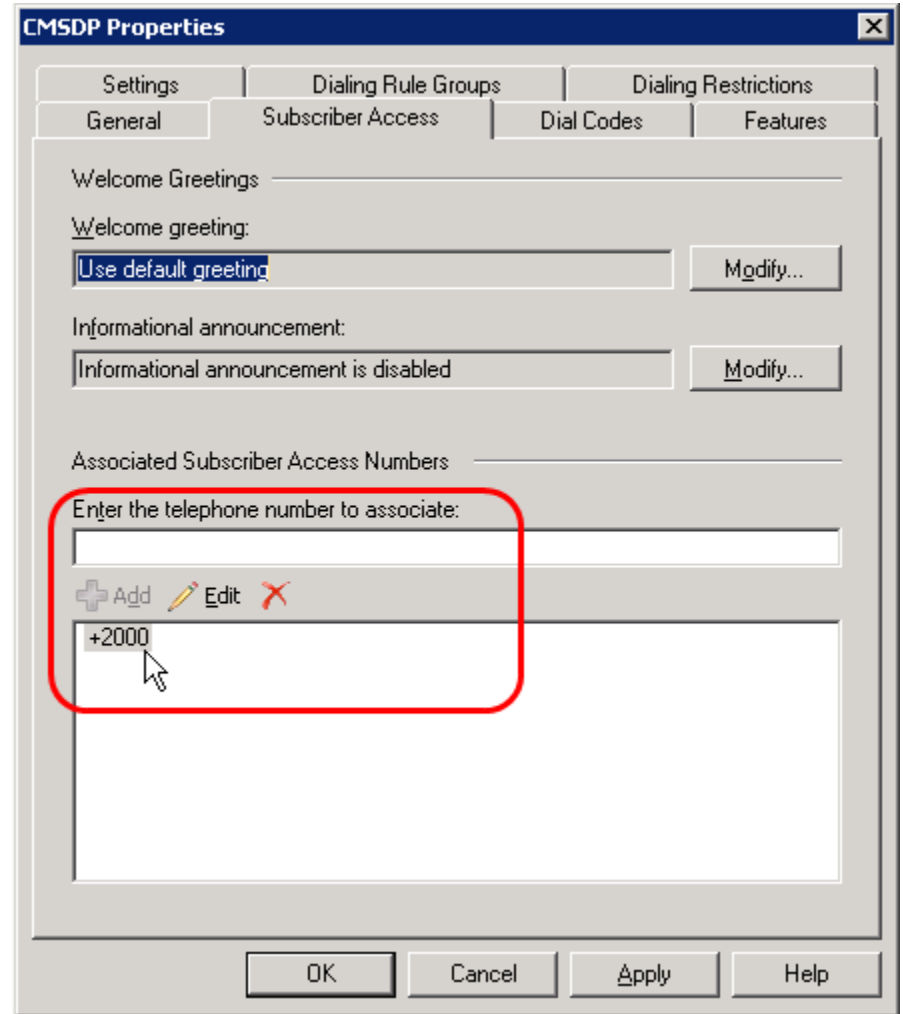 CMSDP Properties
Settings Dialing Rule Groups Dialing Restrictions
General Subscriber Access Dial Codes Features
Welcome Greetings
Welcome greeting:
Use default greeting Modify...
Informational announcement:
Informational announcement is disabled Modify...
Associated Subscriber Access Numbers
Enter the telephone number to associate:
Add Edit
+2000
OK Cancel Apply Help